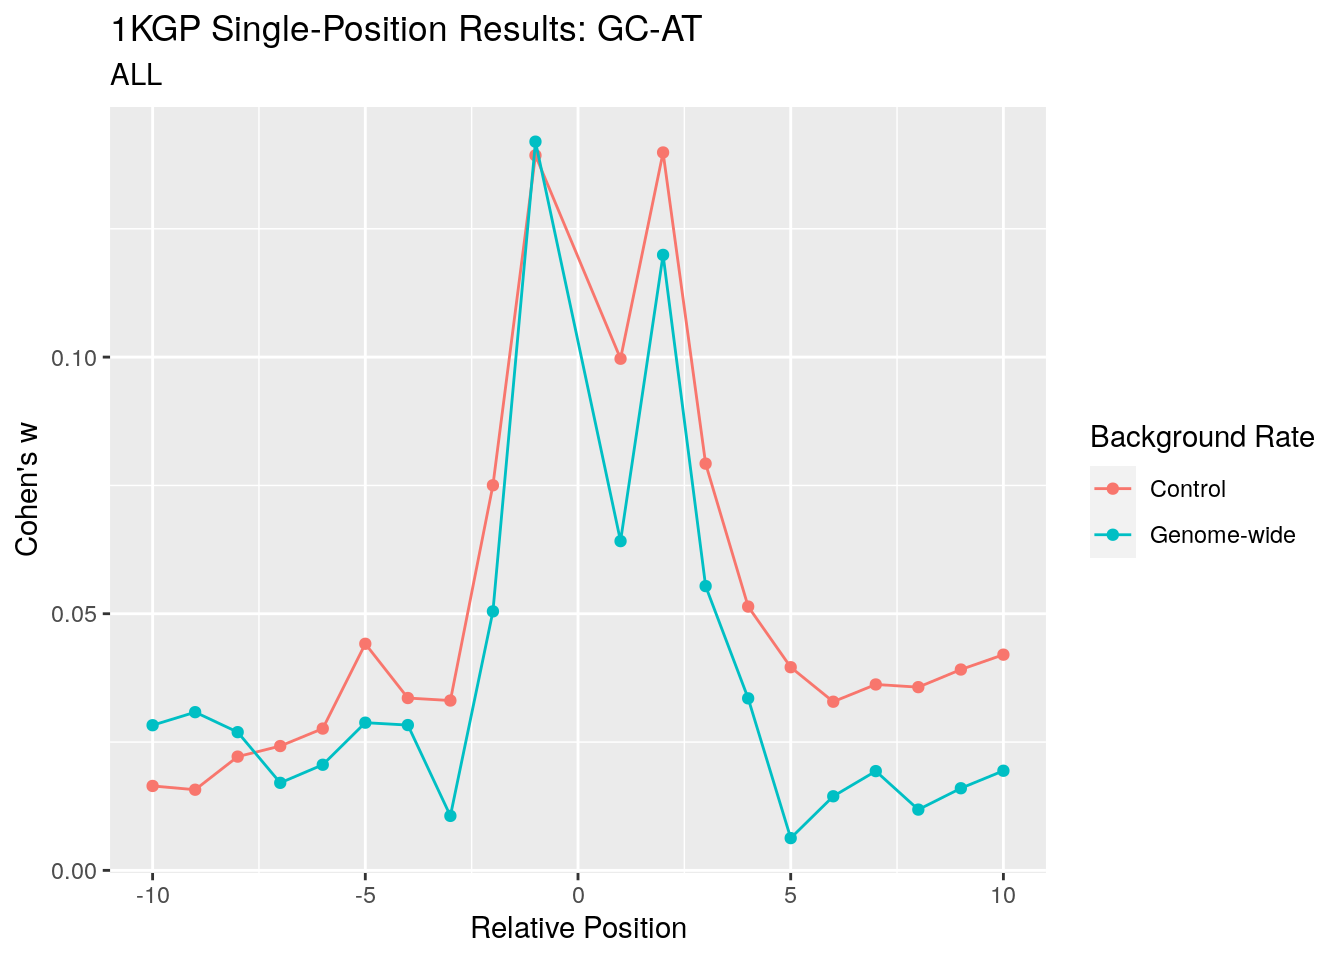 1KGP Single-Position Results: GC-AT
ALL
Cohen's w
0.10
0.05
0.00
-10 -5 0 5 10
Relative Position
Background Rate
Control
Genome-wide